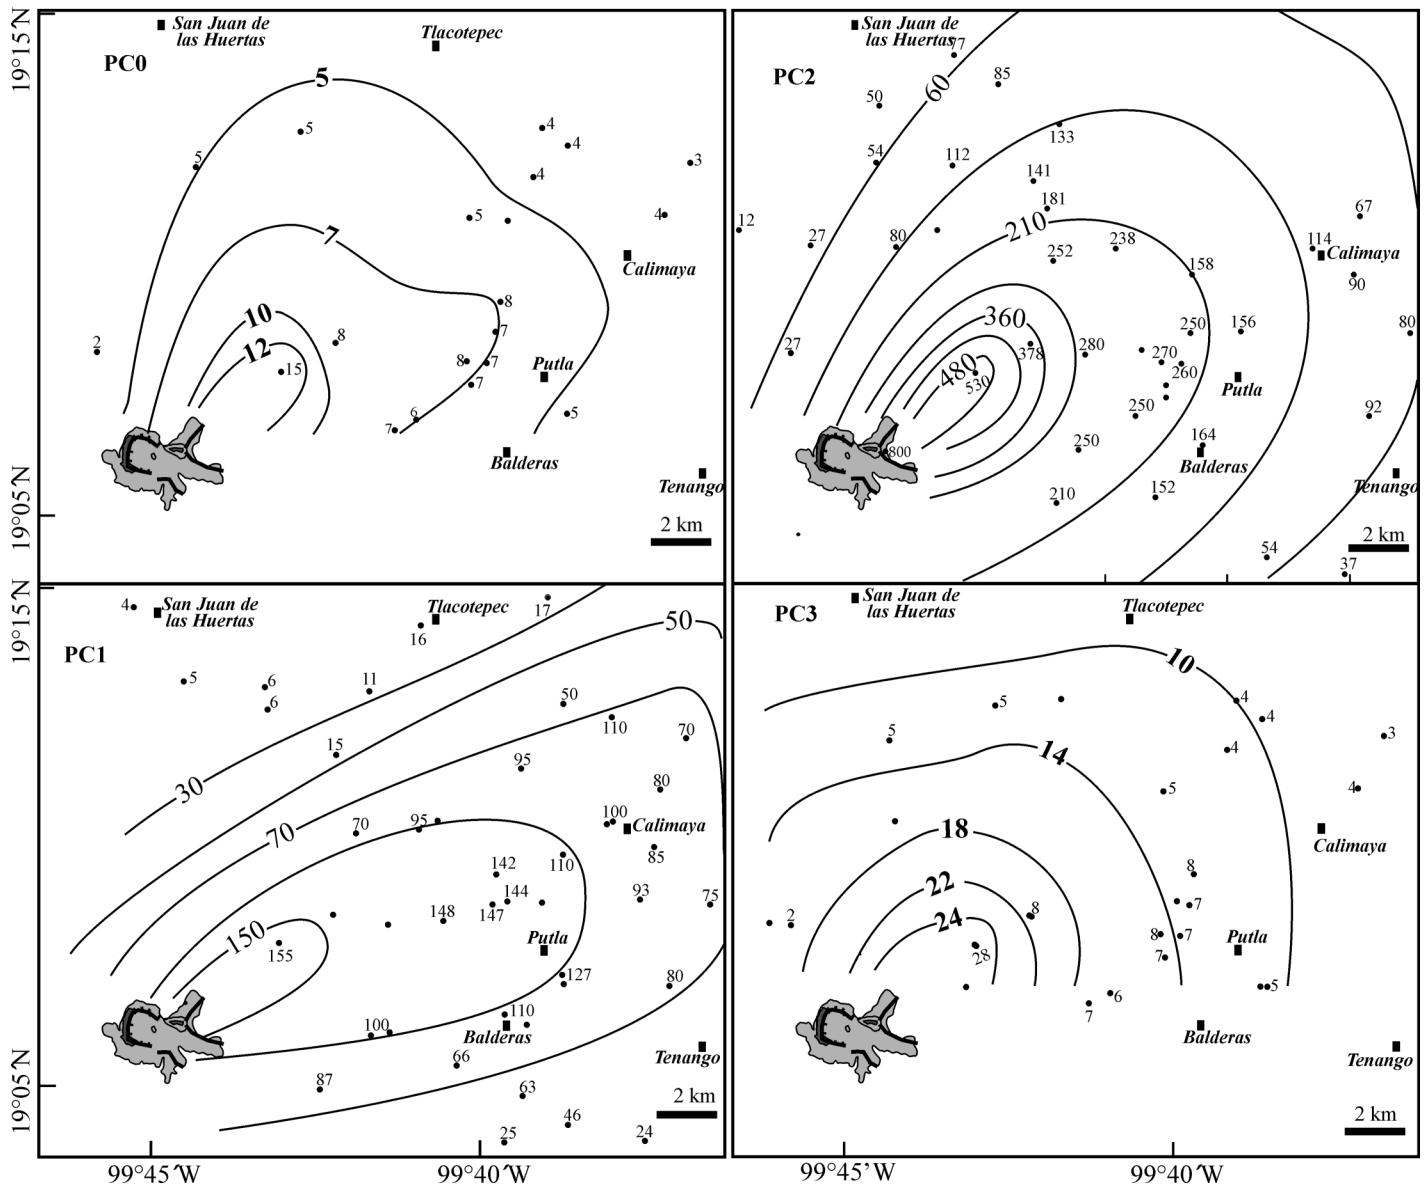 19°15´N
San Juan de
las Huertas
Tlacotepec
PC0
5
5
5
4
4
4
3
5
4
Calimaya
7
8
7
8
7
7
10
12
15
8
2
Putla
5
6
7
Balderas
Tenango
2 km
19°05´N
San Juan de
las Huertas
77
PC2
60
85
50
54
112
133
141
181
12
27
80
210
252
238
158
67
114
Calimaya
90
80
27
360
378
280
250
156
270
260
Putla
480
530
250
92
800
250
164
Balderas
Tenango
210
152
54
37
2 km
19°15´N
4
San Juan de
las Huertas
Tlacotepec
17
16
50
PC1
5
6
6
11
50
110
70
15
95
80
30
70
70
95
100
Calimaya
85
110
142
144
147
148
93
75
150
155
Putla
127
80
110
100
Balderas
66
Tenango
87
63
46
25
24
2 km
19°05´N
99°45´W
99°40´W
PC3
San Juan de
las Huertas
Tlacotepec
10
5
4
4
3
5
14
4
5
4
18
Calimaya
8
22
7
2
24
8
8
7
7
Putla
28
5
6
7
Balderas
Tenango
2 km
99°45’W
99°40´W